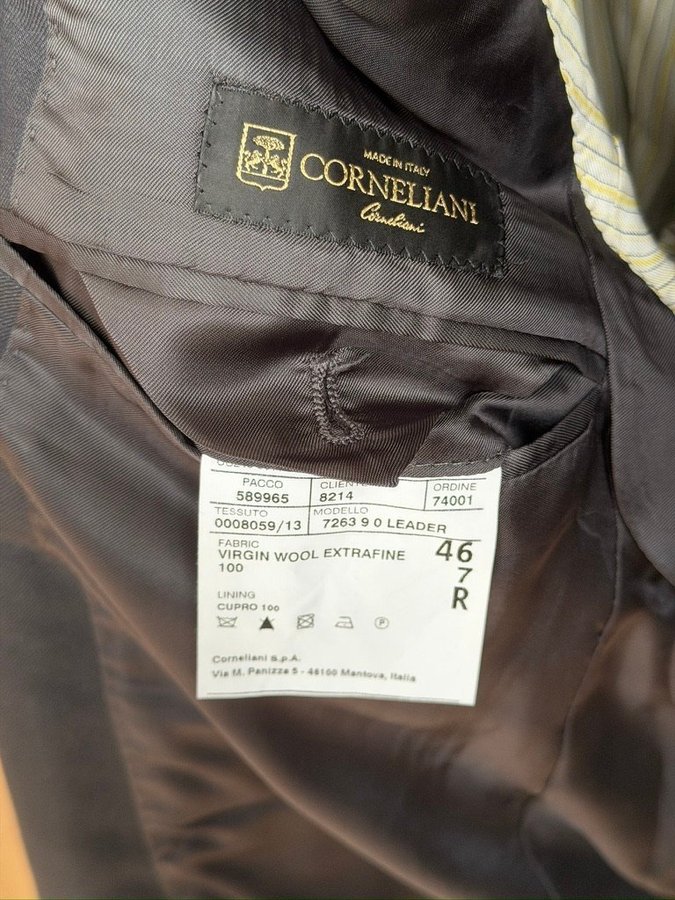 MADE IN ITALY
CORNELIANI
Corneliani
PACCO
589965
CLIEN
8214
ORDINE
74001
TESSUTO
0008059/13
MODELLO
7263 9 0 LEADER
FABRIC
VIRGIN WOOL EXTRAFINE
100
46
7
R
LINING
CUPRO 100
P
Corneliani S.p.A.
Via M. Panizza 5 - 46100 Mantova, Italia